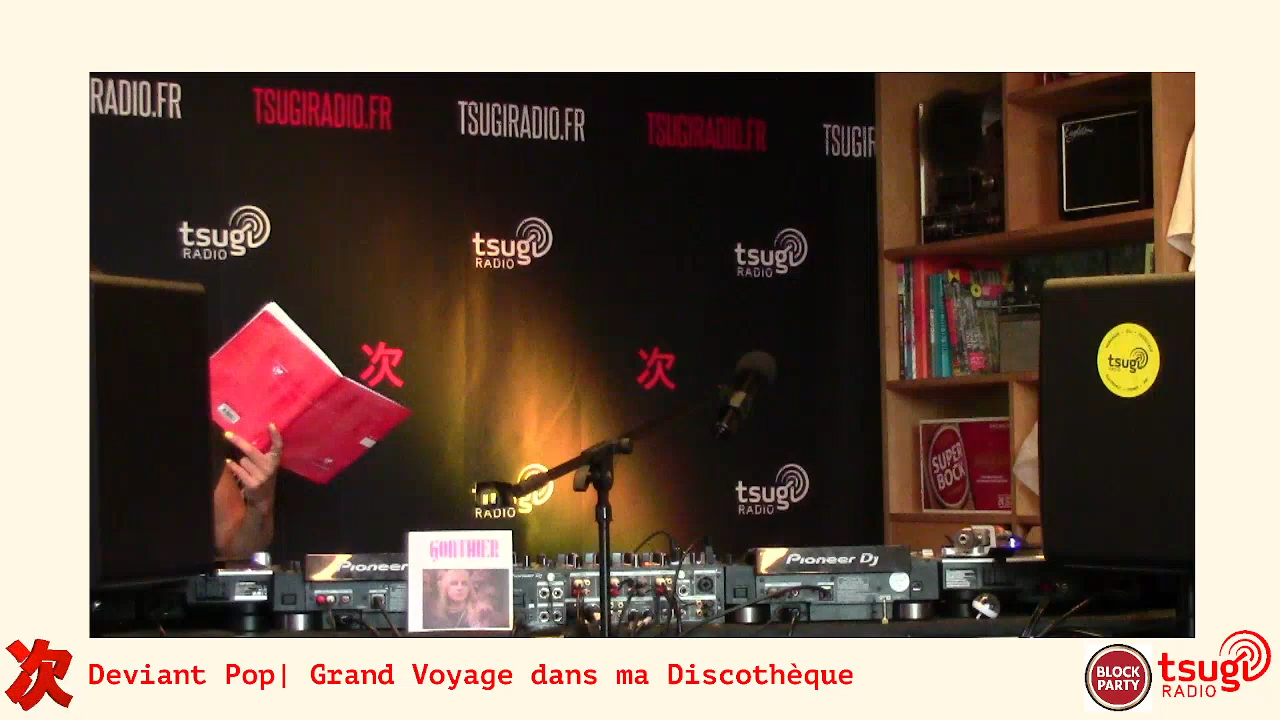 RADIO.FR
TSUGIRADIO.FR
TSUGIRADIO.FR
TSUGIRADIO.FR
TSUGIR
tsugi
RADIO
tsugi
RADIO
tsugi
RADIO
次
次
tsugi
SUPER
BOCK
RADIO
tsugi
RADIO
GONTHIER
Pioneer
Pioneer DJ
次
Deviant Pop| Grand Voyage dans ma Discothèque
BLOCK
PARTY
tsugi
RADIO